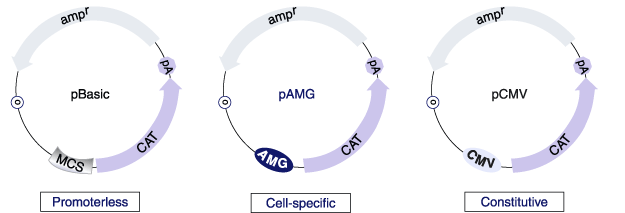 ampʳ
pA
pBasic
o
CAT
MCS
Promoterless
ampʳ
pA
pAMG
o
CAT
AMG
Cell-specific
ampʳ
pA
pCMV
o
CAT
CMV
Constitutive